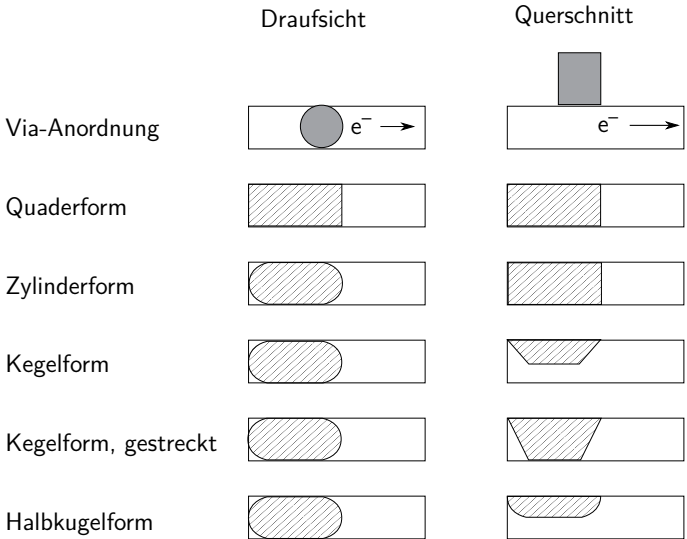 Draufsicht Querschnitt
Via-Anordnung e⁻ e⁻
Quaderform
Zylinderform
Kegelform
Kegelform, gestreckt
Halbkugelform